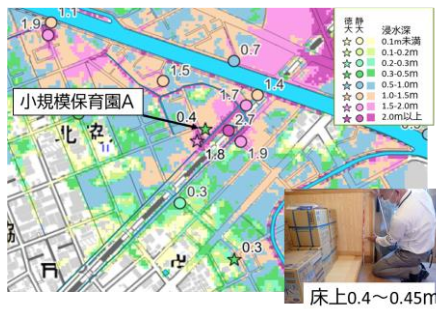 1.9
1.1
0.7
1.5
1.4
1.7
小規模保育園A
0.4
2.7
北
協
1.8
1.9
0.3
協
0.3
徳大 静大 浸水深
0.1m未満
0.1-0.2m
0.2-0.3m
0.3-0.5m
0.5-1.0m
1.0-1.5m
1.5-2.0m
2.0m以上
床上0.4～0.45m